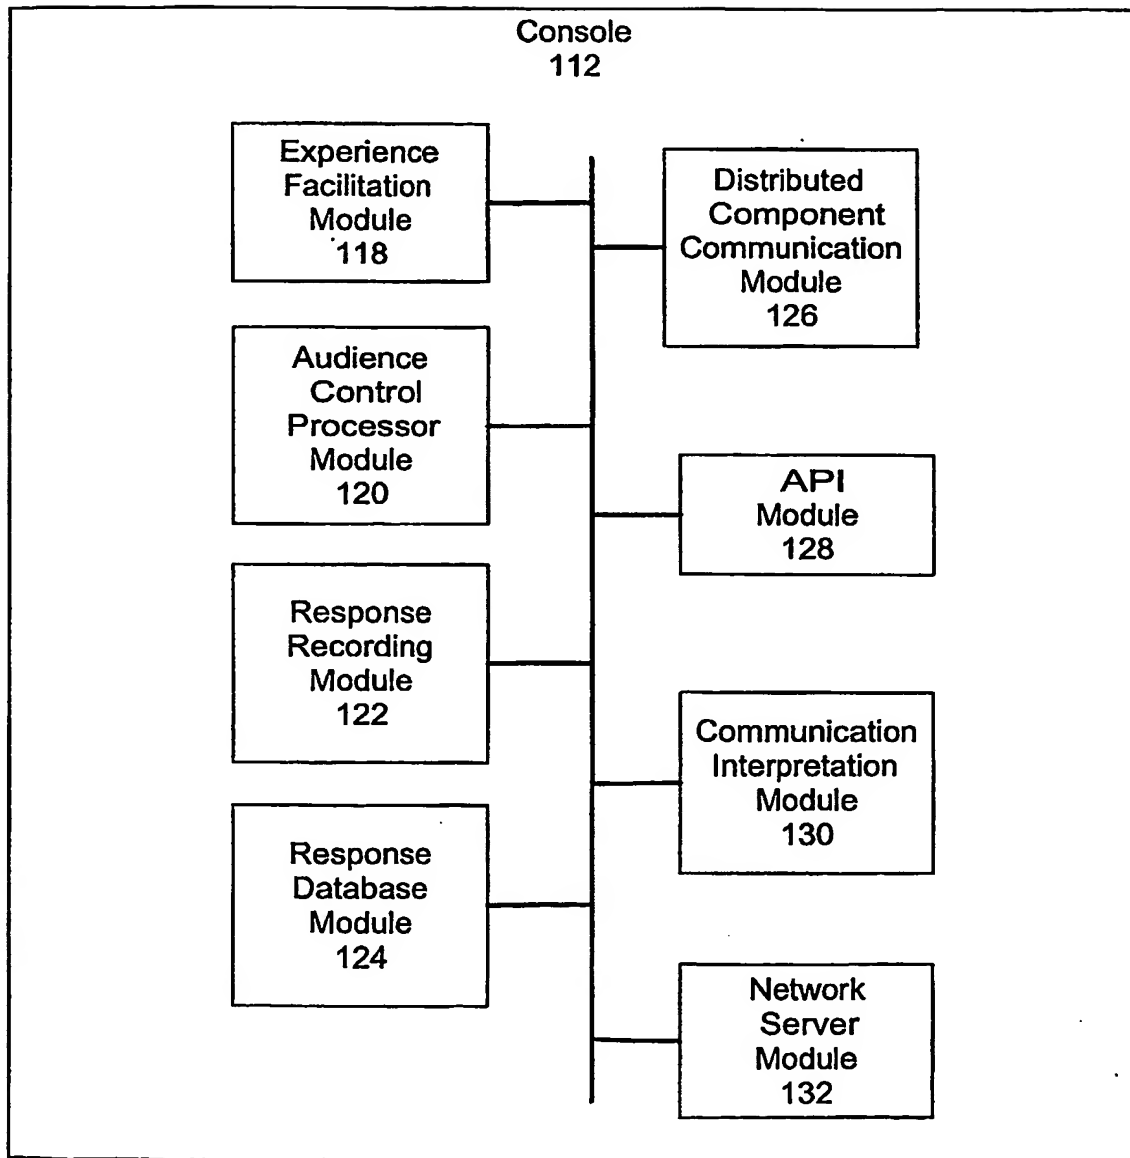 Console
112
Experience
Facilitation
Module
118
Audience
Control
Processor
Module
120
Response
Recording
Module
122
Response
Database
Module
124
Distributed
Component
Communication
Module
126
API
Module
128
Communication
Interpretation
Module
130
Network
Server
Module
132